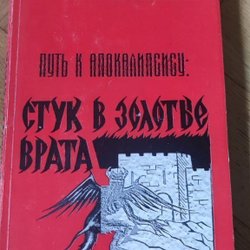 ПУТЬ К АПОКАЛИПСИСУ:
СТУК В ЗОЛОТЫЕ
ВРАТА